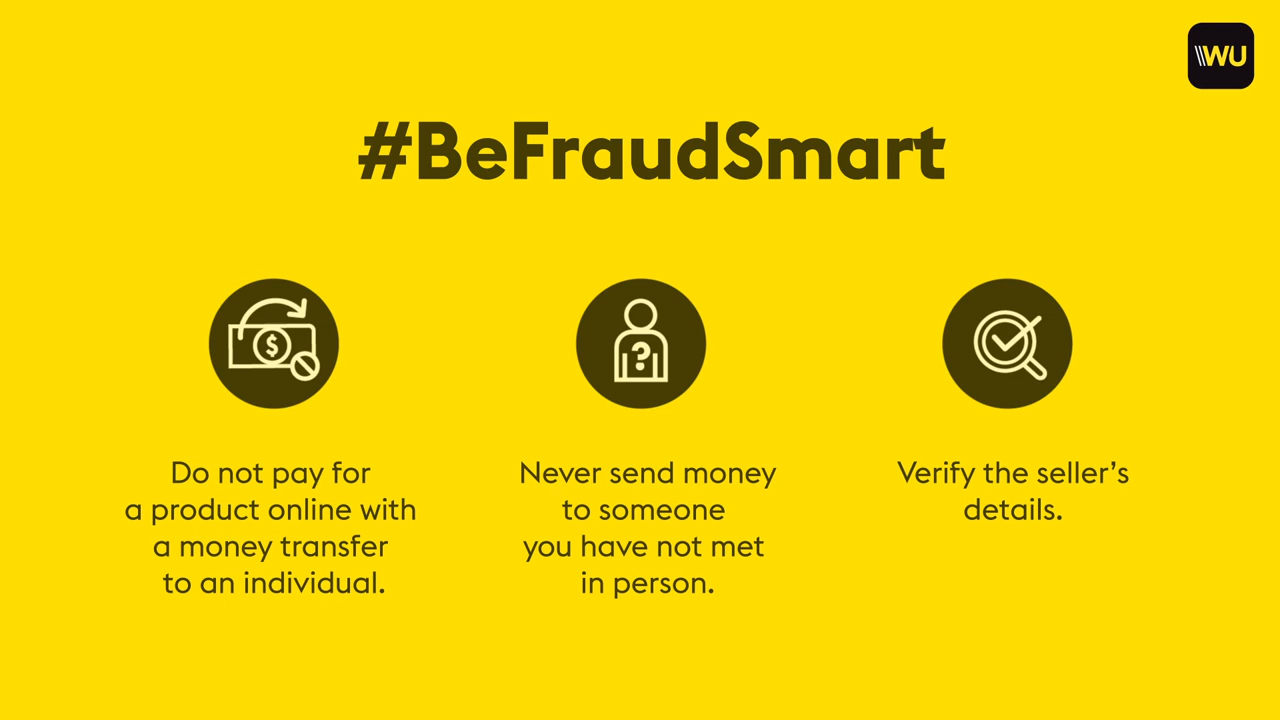 WU
#BeFraudSmart
$
?
Do not pay for
a product online with
a money transfer
to an individual.
Never send money
to someone
you have not met
in person.
Verify the seller’s
details.